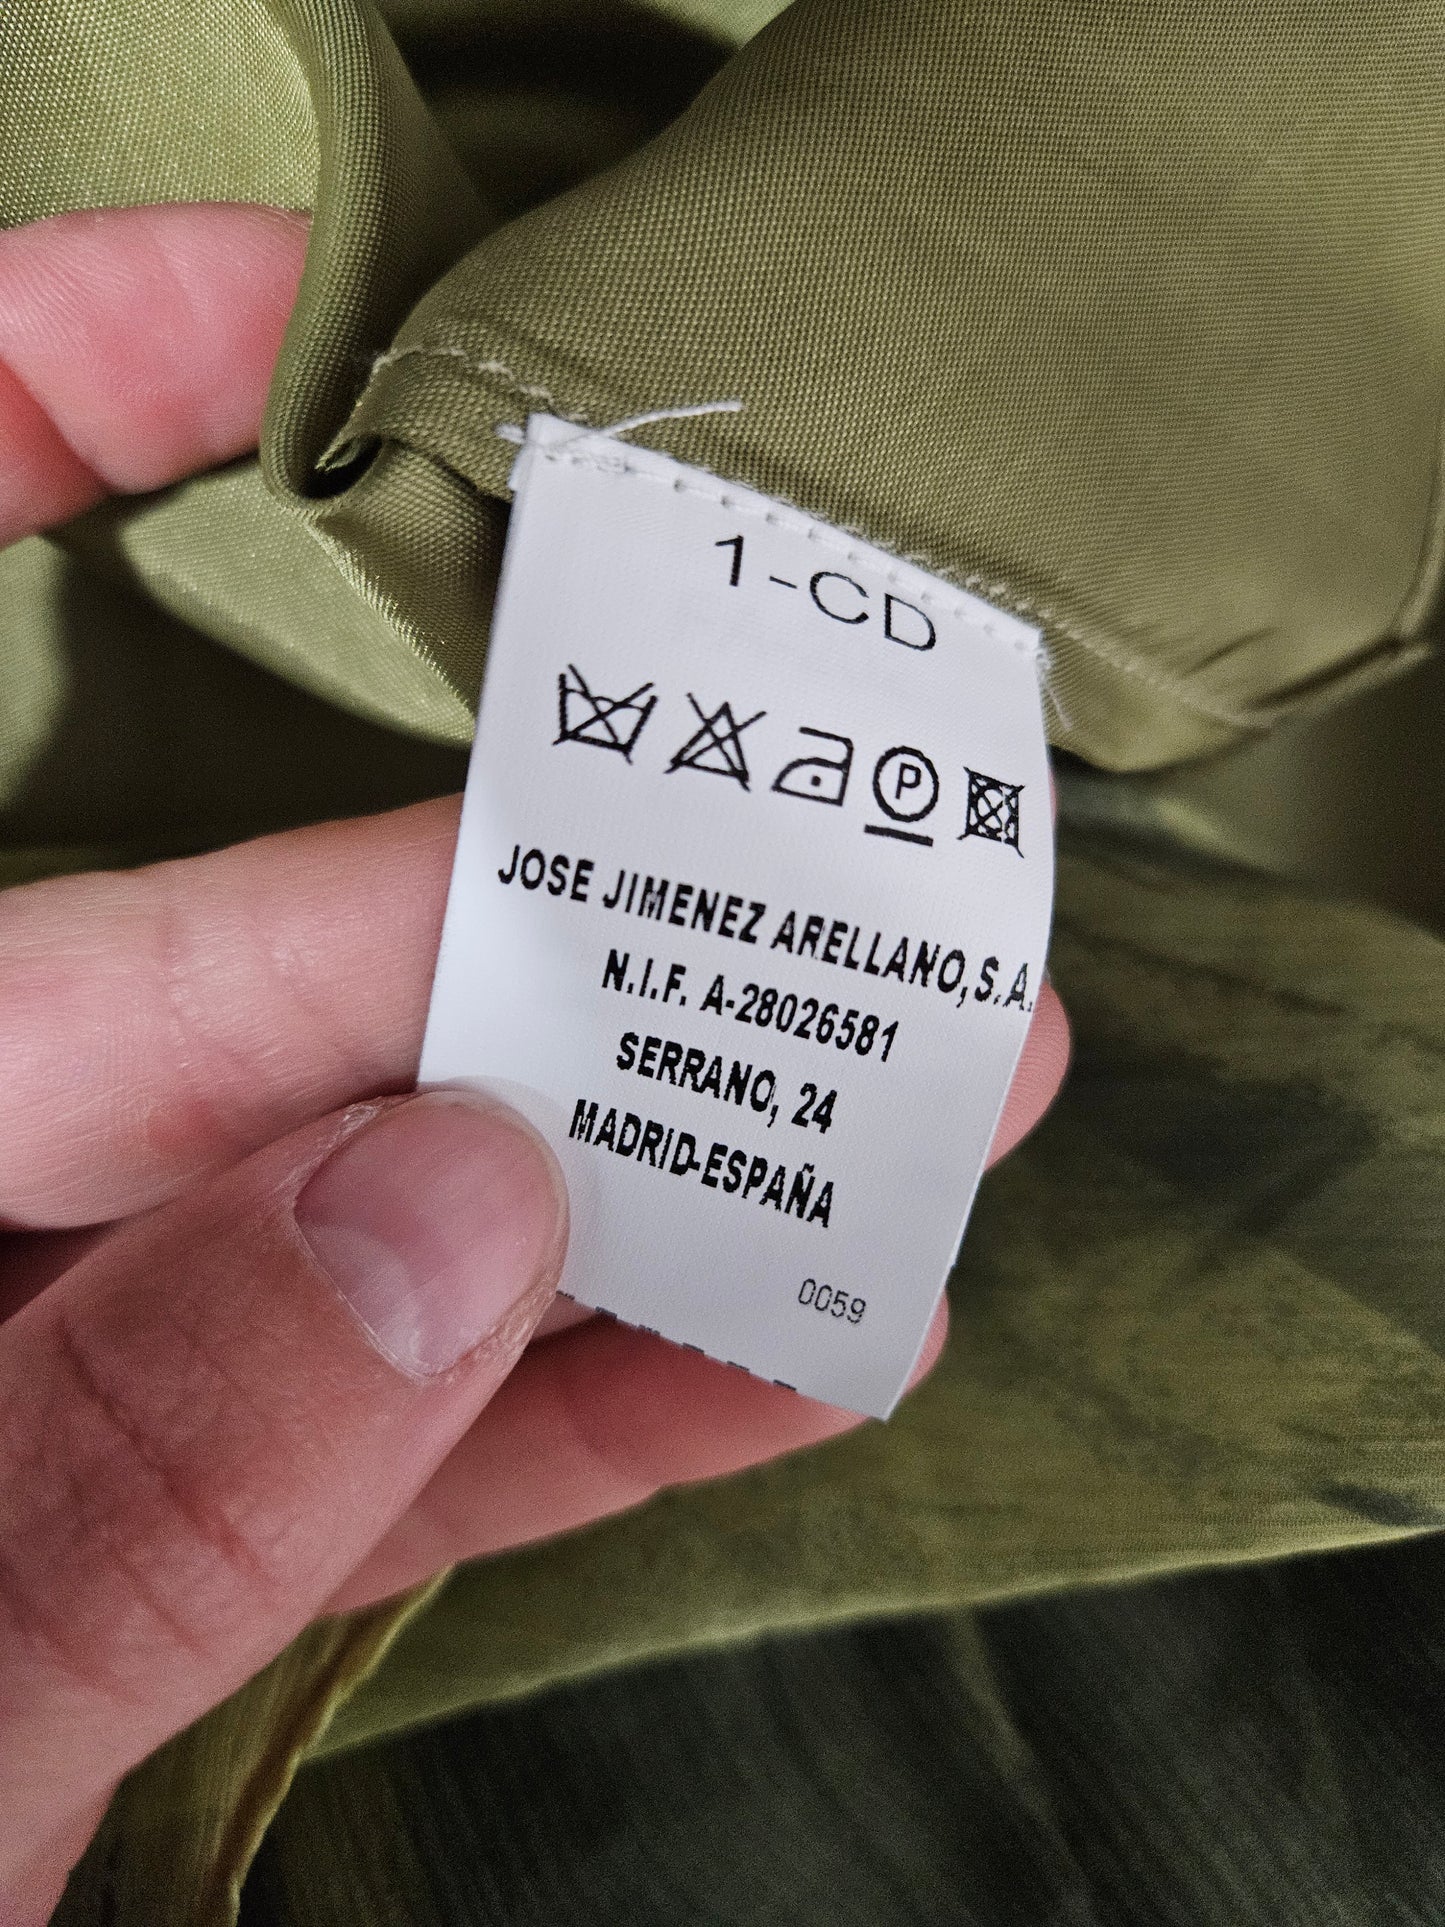 1-CD
P
JOSE JIMENEZ ARELLANO,S.A.
N.I.F. A-28026581
SERRANO, 24
MADRID-ESPAÑA
0059